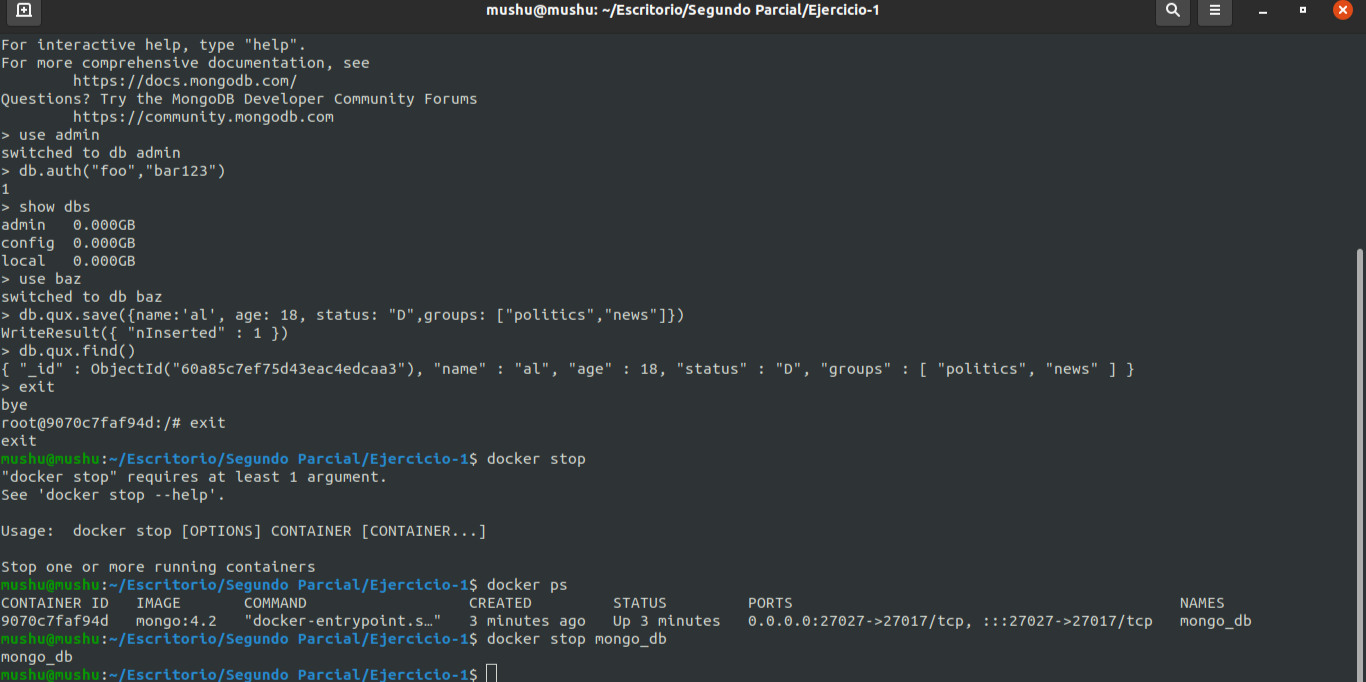 mushu@mushu: ~/Escritorio/Segundo Parcial/Ejercicio-1
For interactive help, type "help".
For more comprehensive documentation, see
        https://docs.mongodb.com/
Questions? Try the MongoDB Developer Community Forums
        https://community.mongodb.com
> use admin
switched to db admin
> db.auth("foo","bar123")
1
> show dbs
admin   0.000GB
config  0.000GB
local   0.000GB
> use baz
switched to db baz
> db.qux.save({name:'al', age: 18, status: "D",groups: ["politics","news"]})
WriteResult({ "nInserted" : 1 })
> db.qux.find()
{ "_id" : ObjectId("60a85c7ef75d43eac4edcaa3"), "name" : "al", "age" : 18, "status" : "D", "groups" : [ "politics", "news" ] }
> exit
bye
root@9070c7faf94d:/# exit
exit
mushu@mushu:~/Escritorio/Segundo Parcial/Ejercicio-1$ docker stop
"docker stop" requires at least 1 argument.
See 'docker stop --help'.
Usage:  docker stop [OPTIONS] CONTAINER [CONTAINER...]
Stop one or more running containers
mushu@mushu:~/Escritorio/Segundo Parcial/Ejercicio-1$ docker ps
CONTAINER ID   IMAGE       COMMAND                  CREATED         STATUS         PORTS                                           NAMES
9070c7faf94d   mongo:4.2   "docker-entrypoint.s…"   3 minutes ago   Up 3 minutes   0.0.0.0:27027->27017/tcp, :::27027->27017/tcp   mongo_db
mushu@mushu:~/Escritorio/Segundo Parcial/Ejercicio-1$ docker stop mongo_db
mongo_db
mushu@mushu:~/Escritorio/Segundo Parcial/Ejercicio-1$